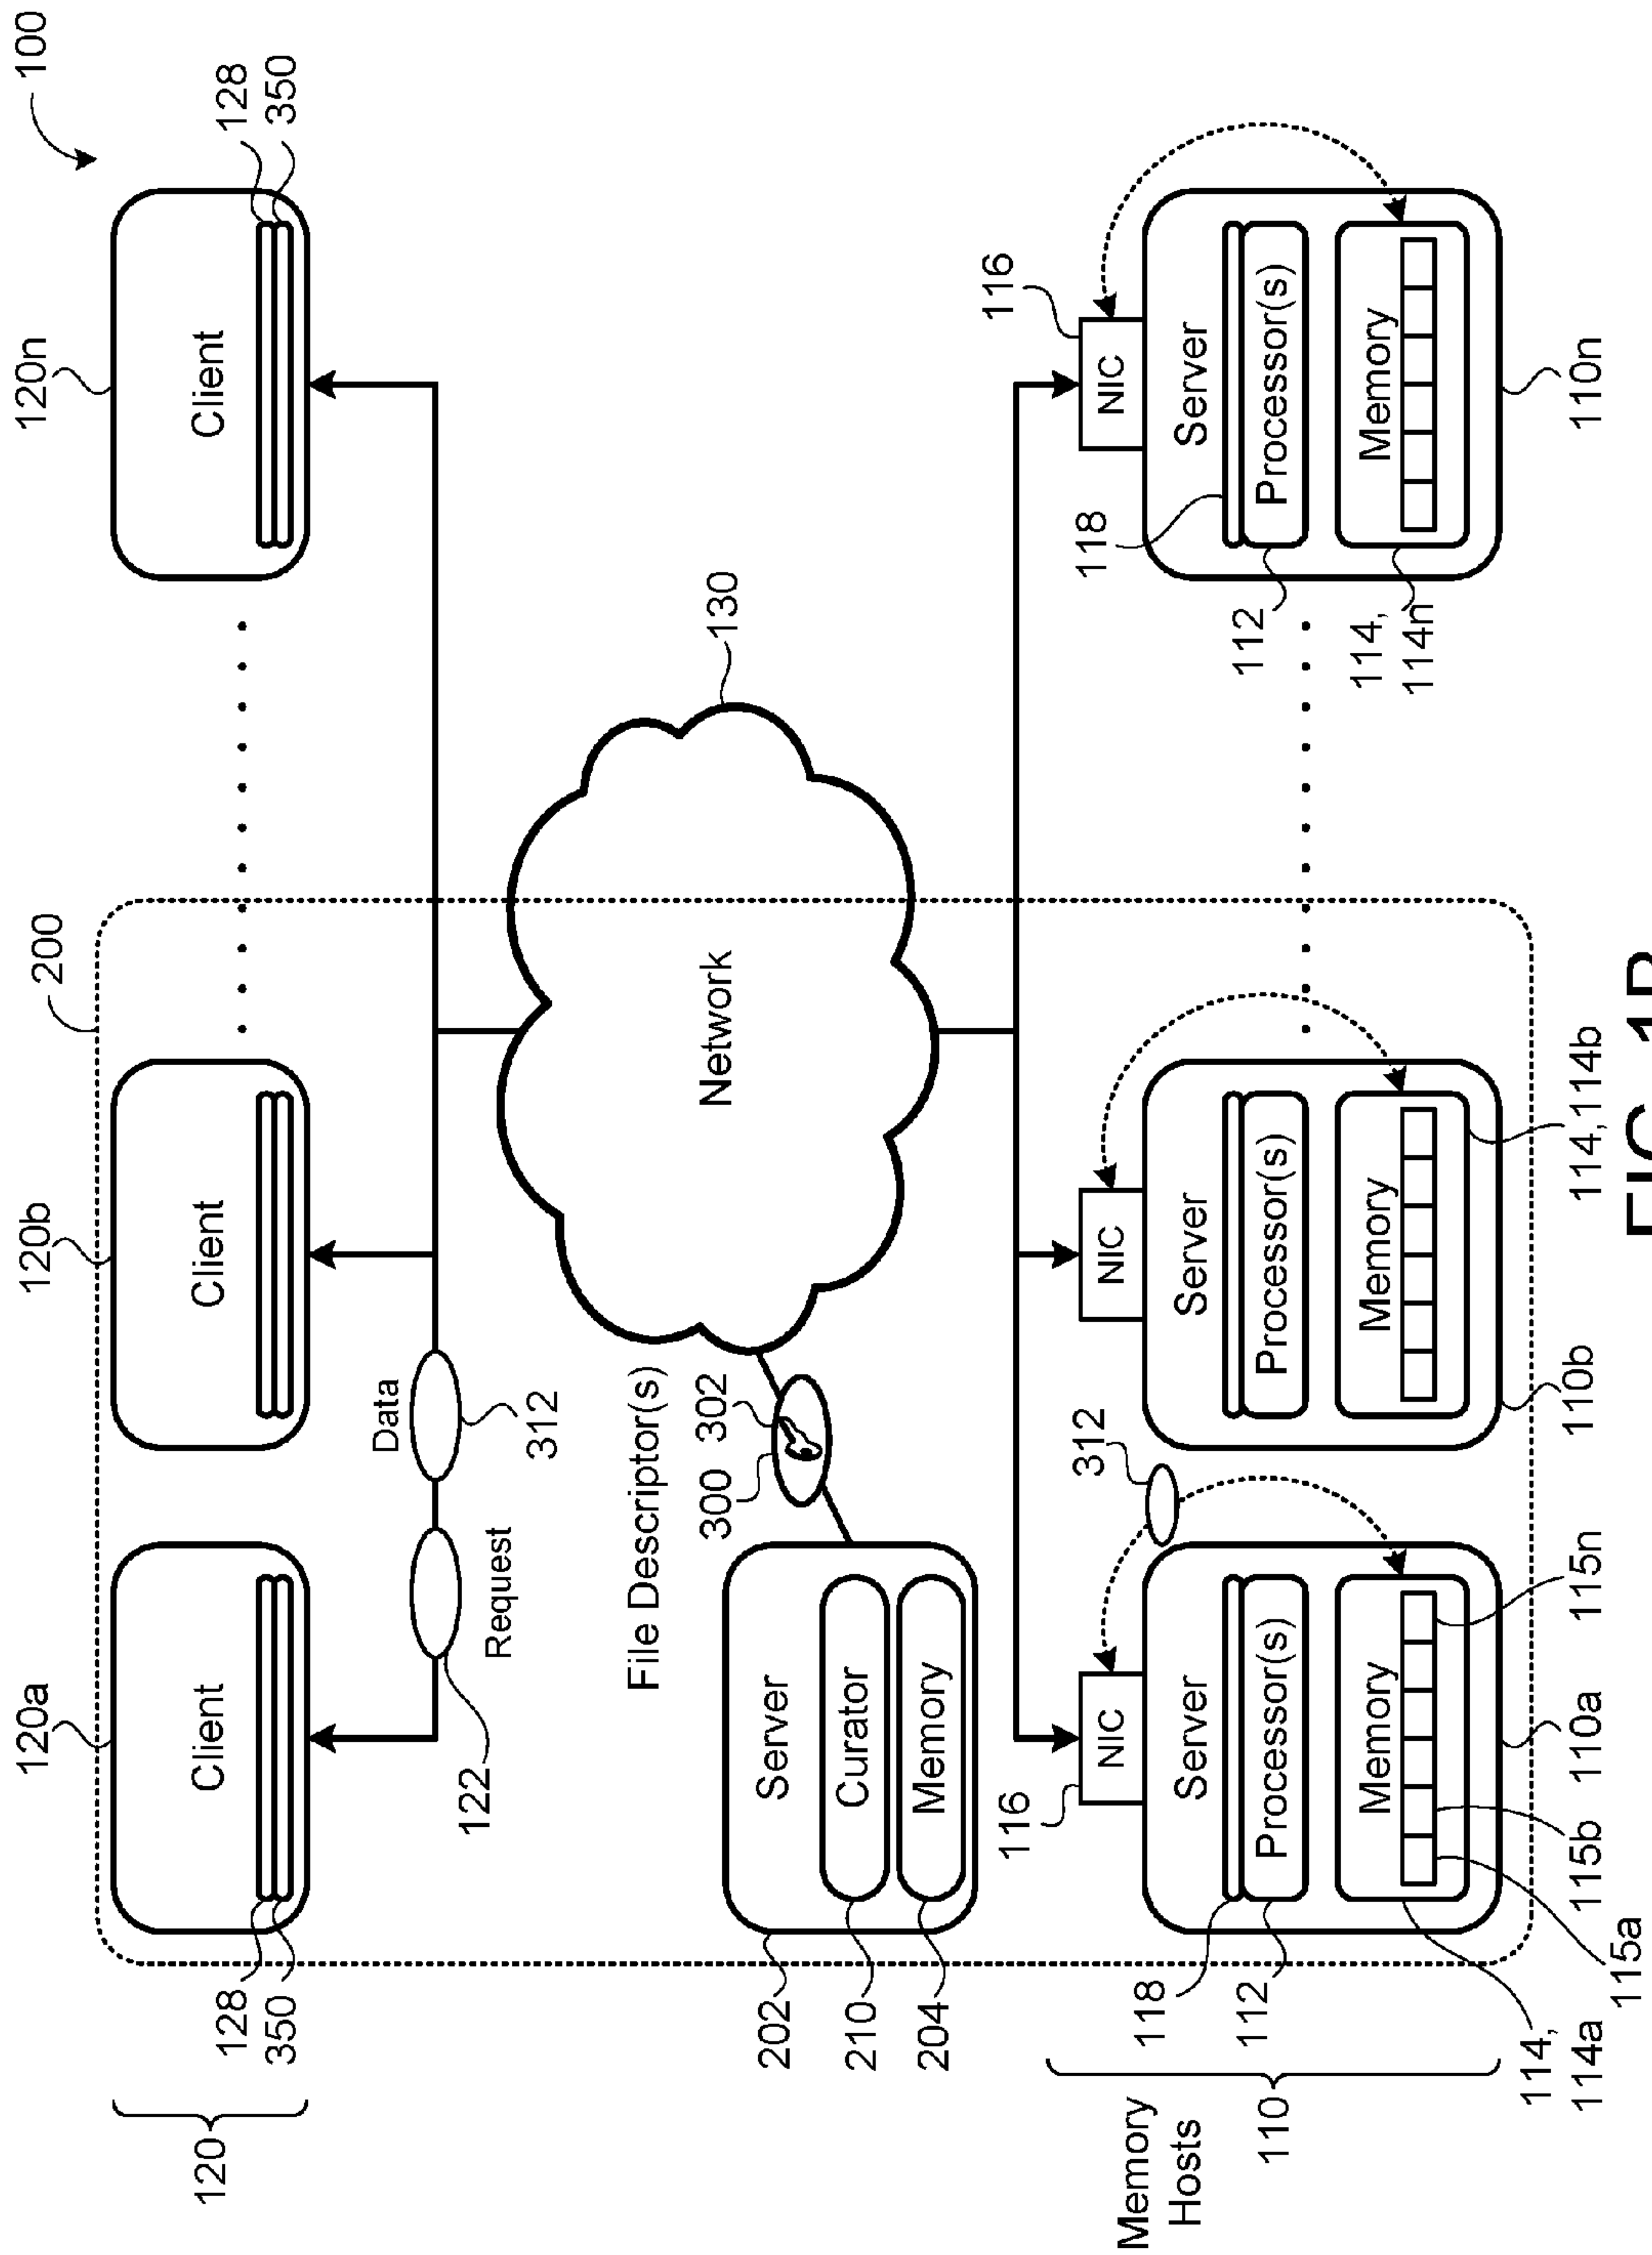 120a
120b
120n
100
200
120
Client
Client
Client
128
350
128
350
Data
Request
122
312
File Descriptor(s)
300 302
130
Network
202
Server
210
Curator
204
Memory
Memory Hosts
110
116
NIC
312
NIC
116
NIC
118
Server
Server
118
Server
112
Processor(s)
Processor(s)
112
Processor(s)
Memory
Memory
114,
114n
Memory
114,
114a
115a
115b
110a
115n
110b
114, 114b
110n